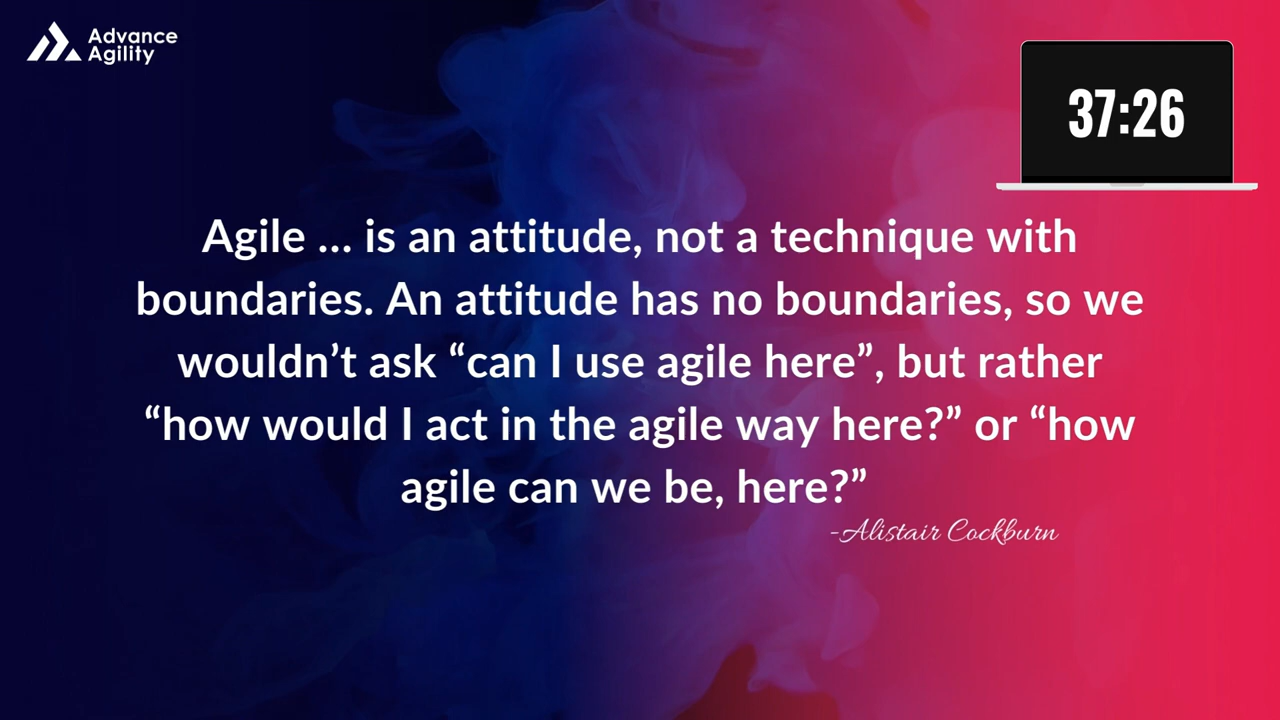 Advance
Agility
37:26
Agile ... is an attitude, not a technique with
boundaries. An attitude has no boundaries, so we
wouldn’t ask “can I use agile here”, but rather
“how would I act in the agile way here?” or “how
agile can we be, here?”
-Alistair Cockburn